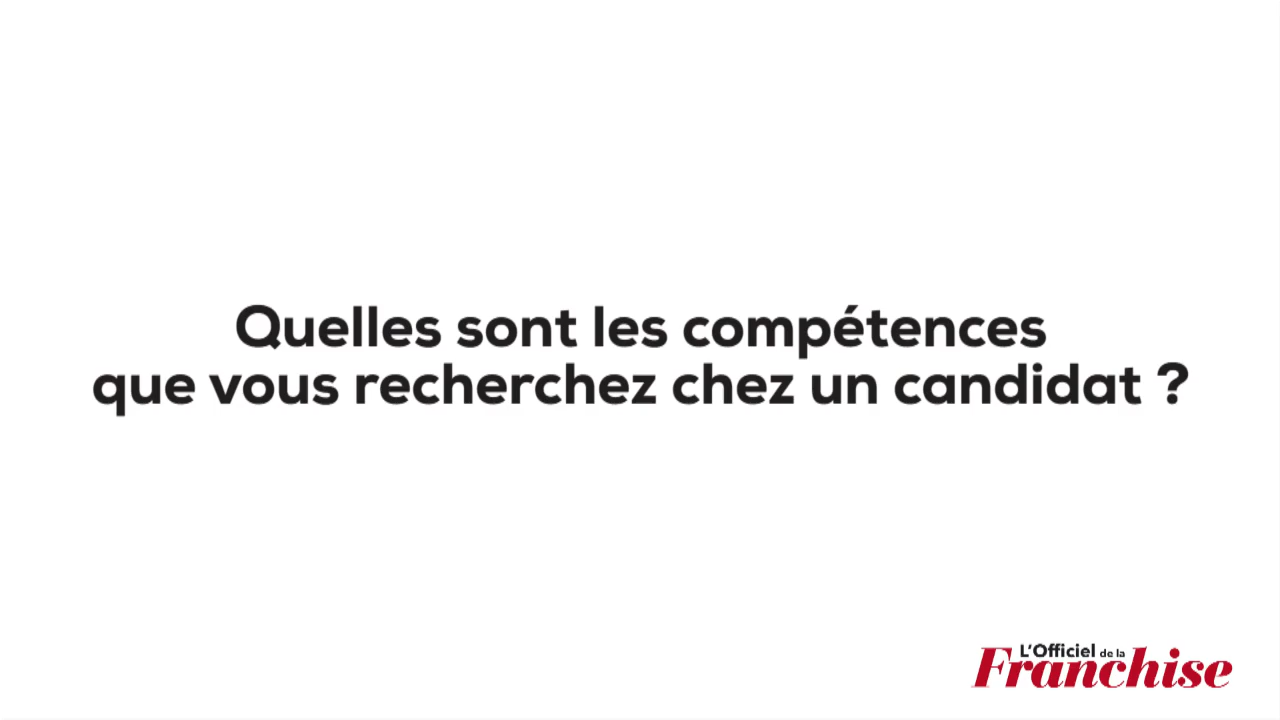 Quelles sont les compétences
que vous recherchez chez un candidat ?
L'Officiel de la
Franchise